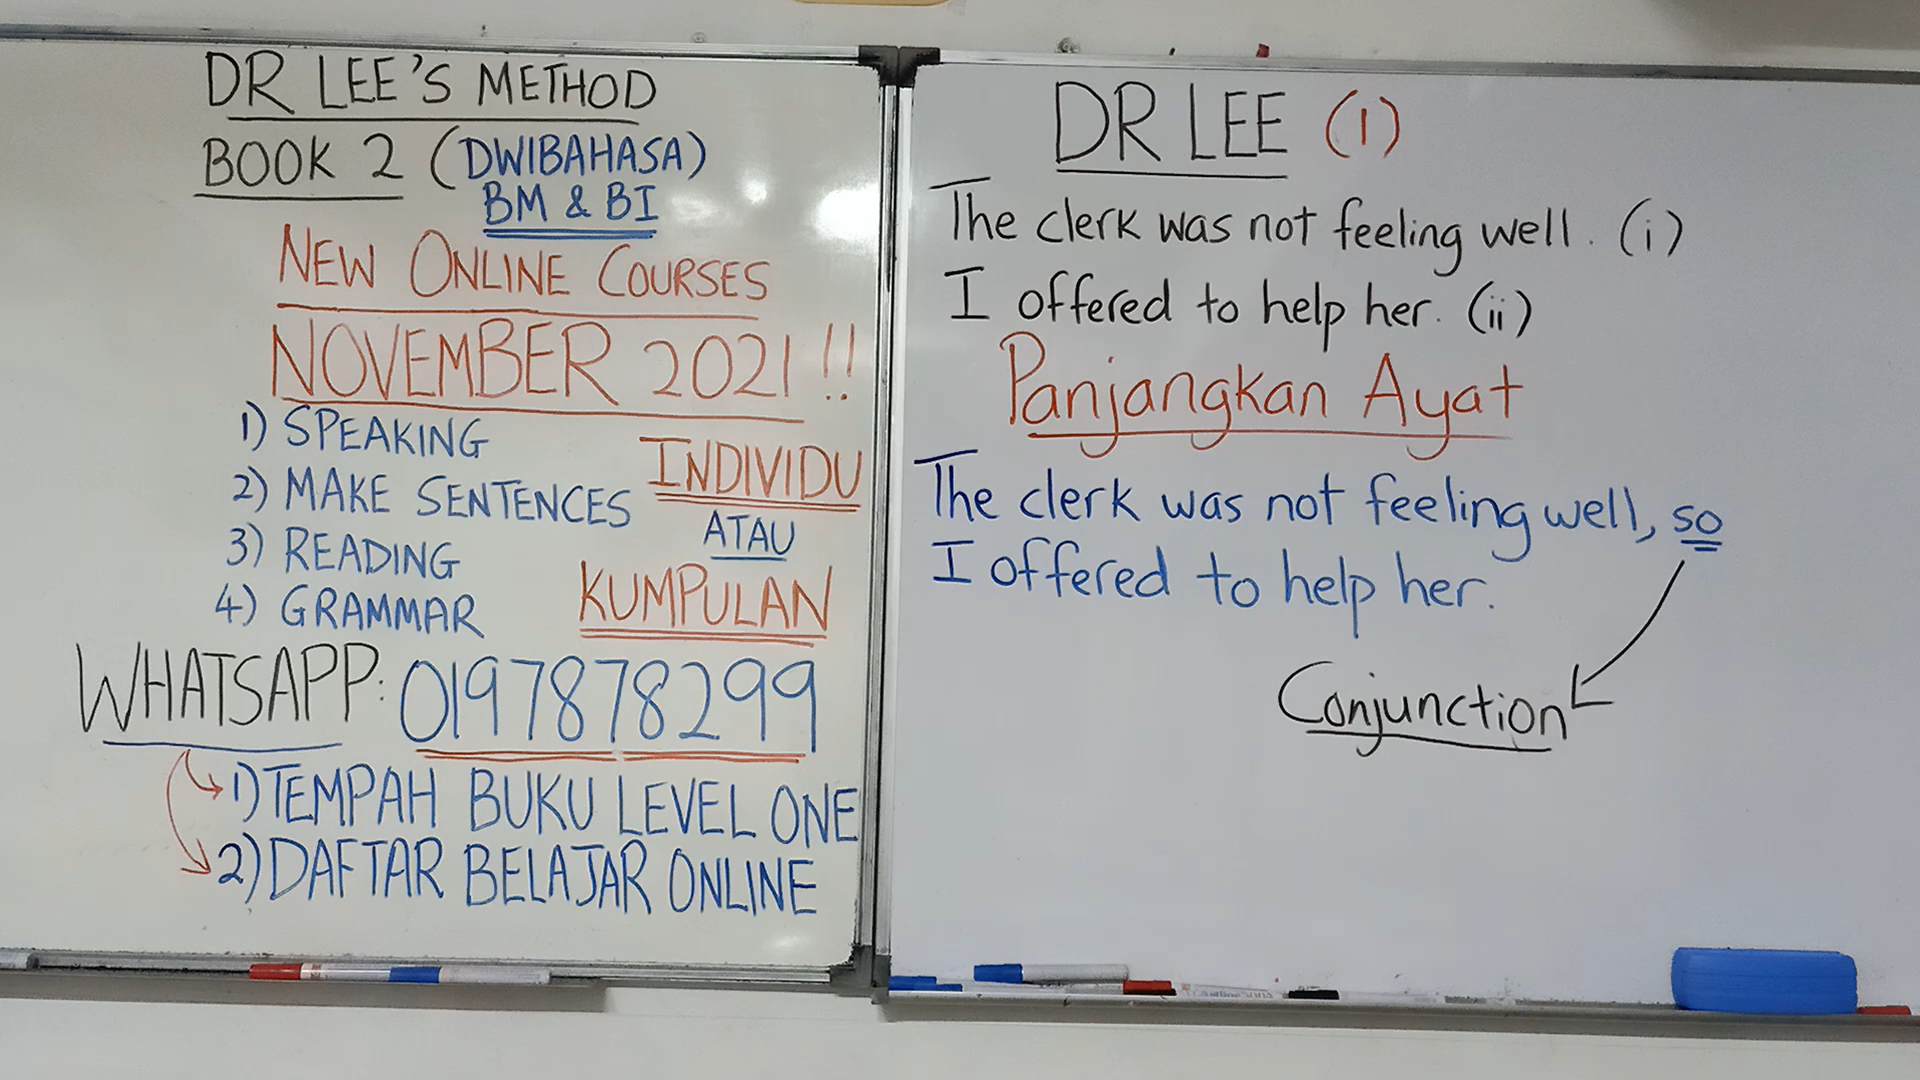 DR LEE'S METHOD
BOOK 2 (DWIBAHASA)
BM & BI
NEW ONLINE COURSES
NOVEMBER 2021!!
1) SPEAKING
2) MAKE SENTENCES
3) READING
4) GRAMMAR
INDIVIDU
ATAU
KUMPULAN
WHATSAPP: 0197878299
1) TEMPAH BUKU LEVEL ONE
2) DAFTAR BELAJAR ONLINE
DR LEE (1)
The clerk was not feeling well. (i)
I offered to help her. (ii)
Panjangkan Ayat
The clerk was not feeling well, so
I offered to help her.
Conjunction